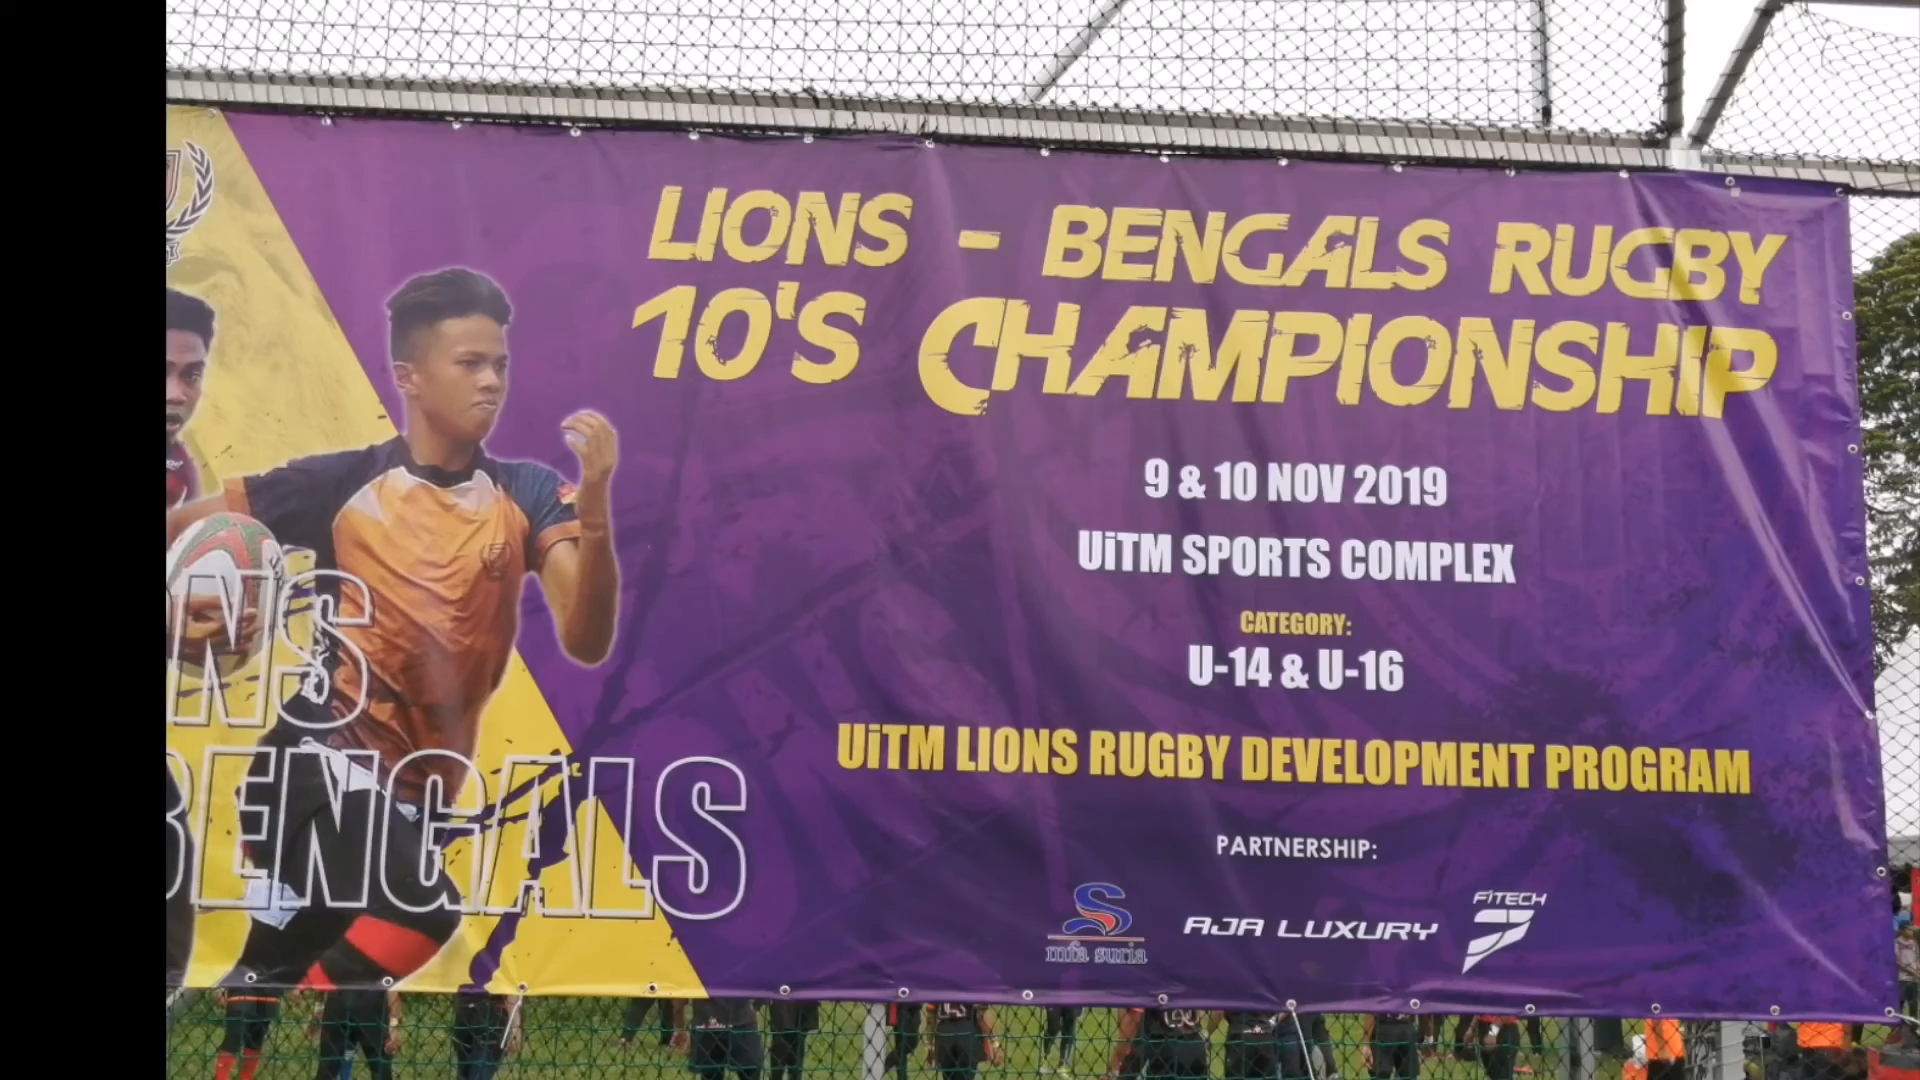 LIONS - BENGALS RUGBY
10'S CHAMPIONSHIP
9 & 10 NOV 2019
UiTM SPORTS COMPLEX
CATEGORY:
U-14 & U-16
UiTM LIONS RUGBY DEVELOPMENT PROGRAM
PARTNERSHIP:
S
mfa suria
AJA LUXURY
FiTECH
NS
BENGALS